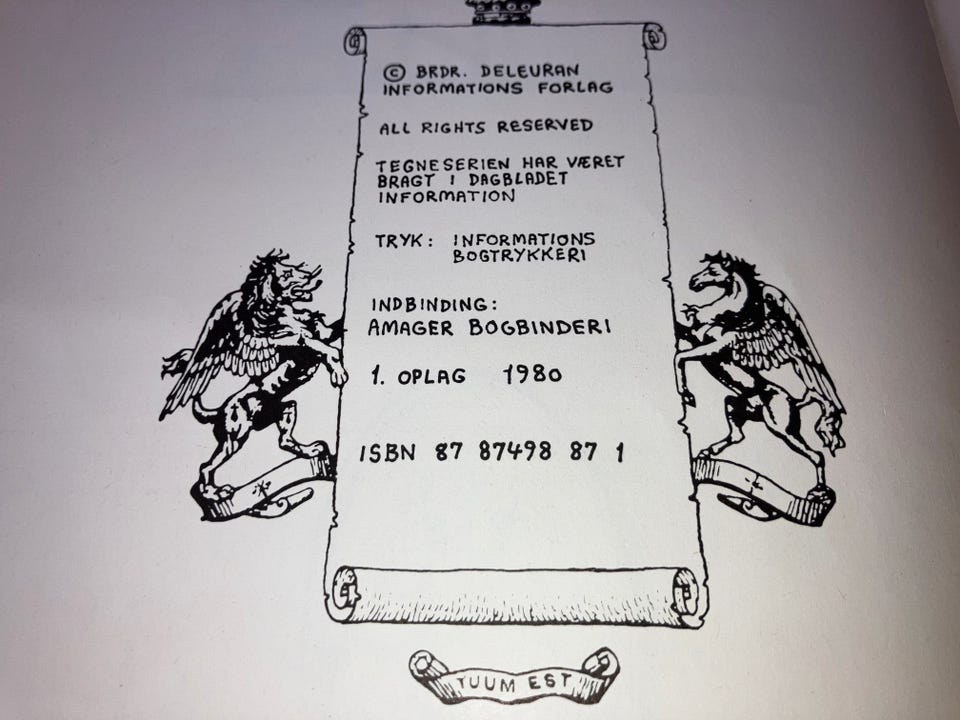 © BRDR. DELEURAN
INFORMATIONS FORLAG
ALL RIGHTS RESERVED
TEGNESERIEN HAR VÆRET
BRAGT I DAGBLADET
INFORMATION
TRYK: INFORMATIONS
BOGTRYKKERI
INDBINDING:
AMAGER BOGBINDERI
1. OPLAG 1980
ISBN 87 87498 87 1
TUUM EST